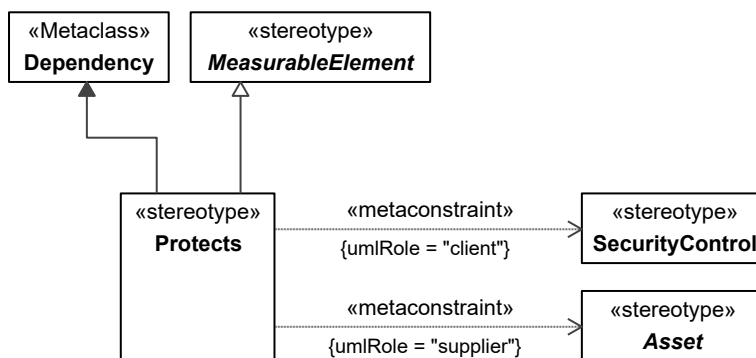 «Metaclass»
Dependency
«stereotype»
MeasurableElement
«stereotype»
Protects
«metaconstraint»
{umlRole = "client"}
«stereotype»
SecurityControl
«metaconstraint»
{umlRole = "supplier"}
«stereotype»
Asset